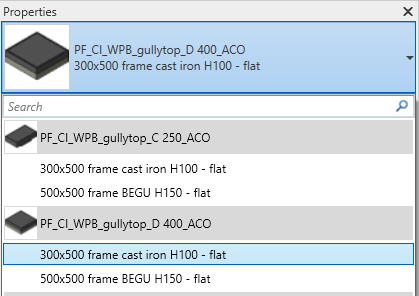 Properties
PF_CI_WPB_gullytop_D 400_ACO
300x500 frame cast iron H100 - flat
Search
PF_CI_WPB_gullytop_C 250_ACO
300x500 frame cast iron H100 - flat
500x500 frame BEGU H150 - flat
PF_CI_WPB_gullytop_D 400_ACO
300x500 frame cast iron H100 - flat
500x500 frame BEGU H150 - flat